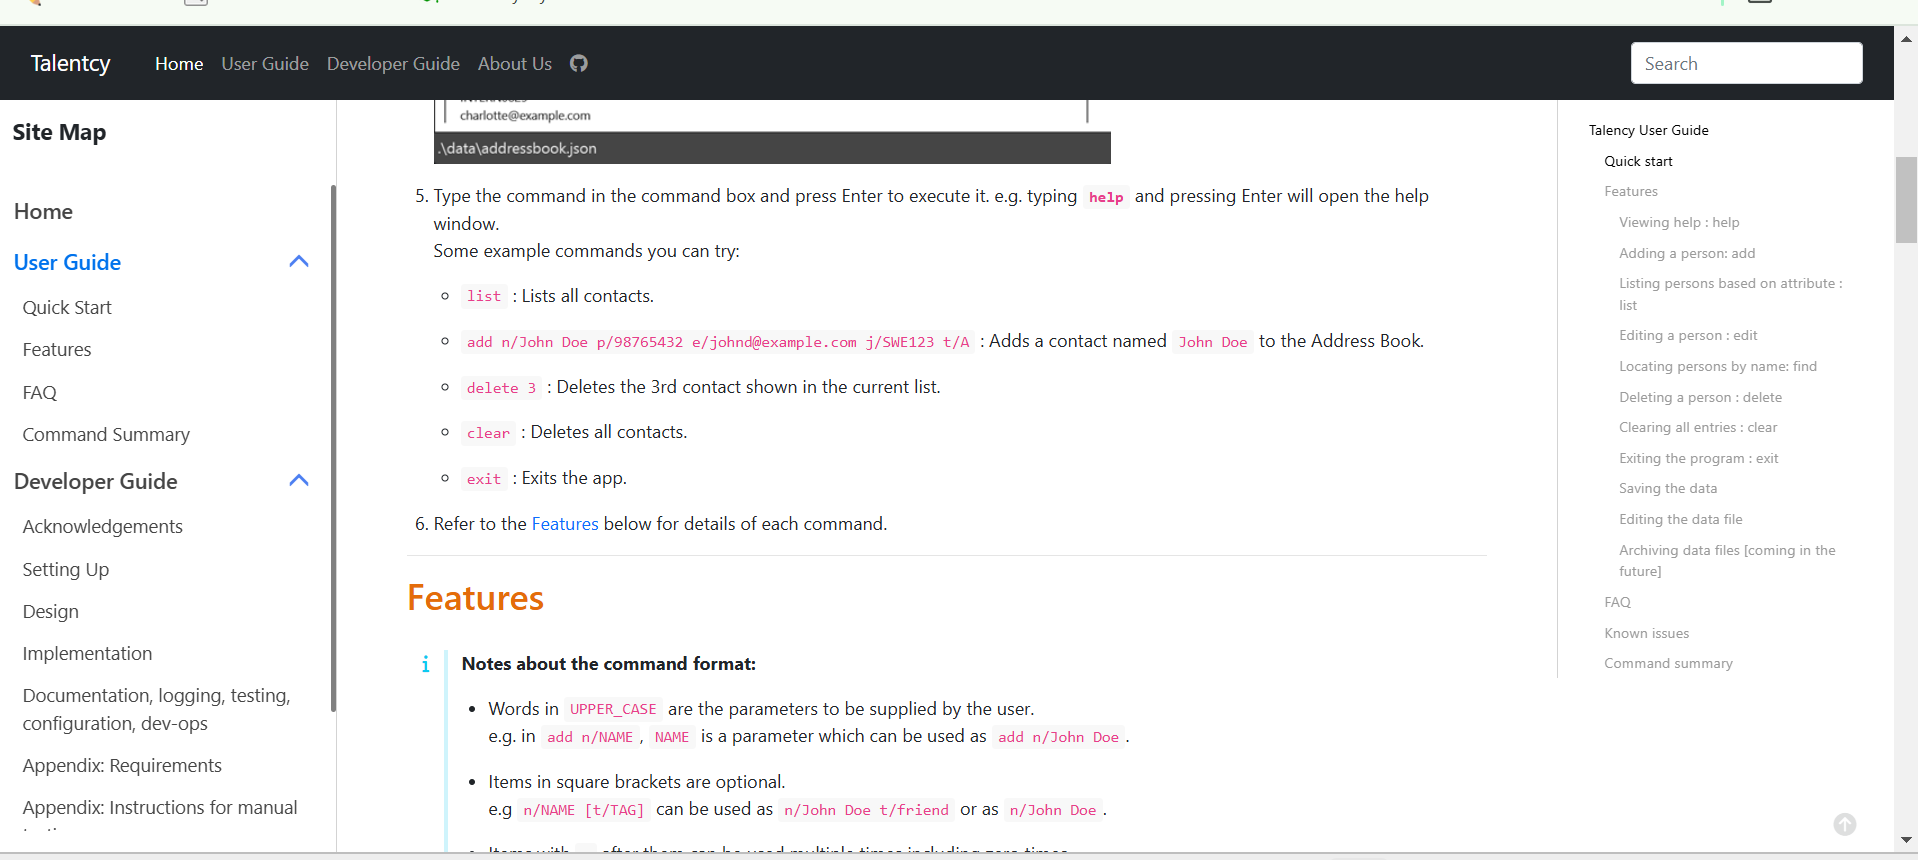 Talentcy Home User Guide Developer Guide About Us Search
Site Map
Home
User Guide
Quick Start
Features
FAQ
Command Summary
Developer Guide
Acknowledgements
Setting Up
Design
Implementation
Documentation, logging, testing,
configuration, dev-ops
Appendix: Requirements
Appendix: Instructions for manual
charlotte@example.com
.\data\addressbook.json
5. Type the command in the command box and press Enter to execute it. e.g. typing help and pressing Enter will open the help
window.
Some example commands you can try:
list : Lists all contacts.
add n/John Doe p/98765432 e/johnd@example.com j/SWE123 t/A : Adds a contact named John Doe to the Address Book.
delete 3 : Deletes the 3rd contact shown in the current list.
clear : Deletes all contacts.
exit : Exits the app.
6. Refer to the Features below for details of each command.
Features
i Notes about the command format:
Words in UPPER_CASE are the parameters to be supplied by the user.
e.g. in add n/NAME, NAME is a parameter which can be used as add n/John Doe.
Items in square brackets are optional.
e.g n/NAME [t/TAG] can be used as n/John Doe t/friend or as n/John Doe.
Items with after them can be used multiple times including zero times
Talency User Guide
Quick start
Features
Viewing help : help
Adding a person: add
Listing persons based on attribute :
list
Editing a person : edit
Locating persons by name: find
Deleting a person : delete
Clearing all entries : clear
Exiting the program : exit
Saving the data
Editing the data file
Archiving data files [coming in the
future]
FAQ
Known issues
Command summary